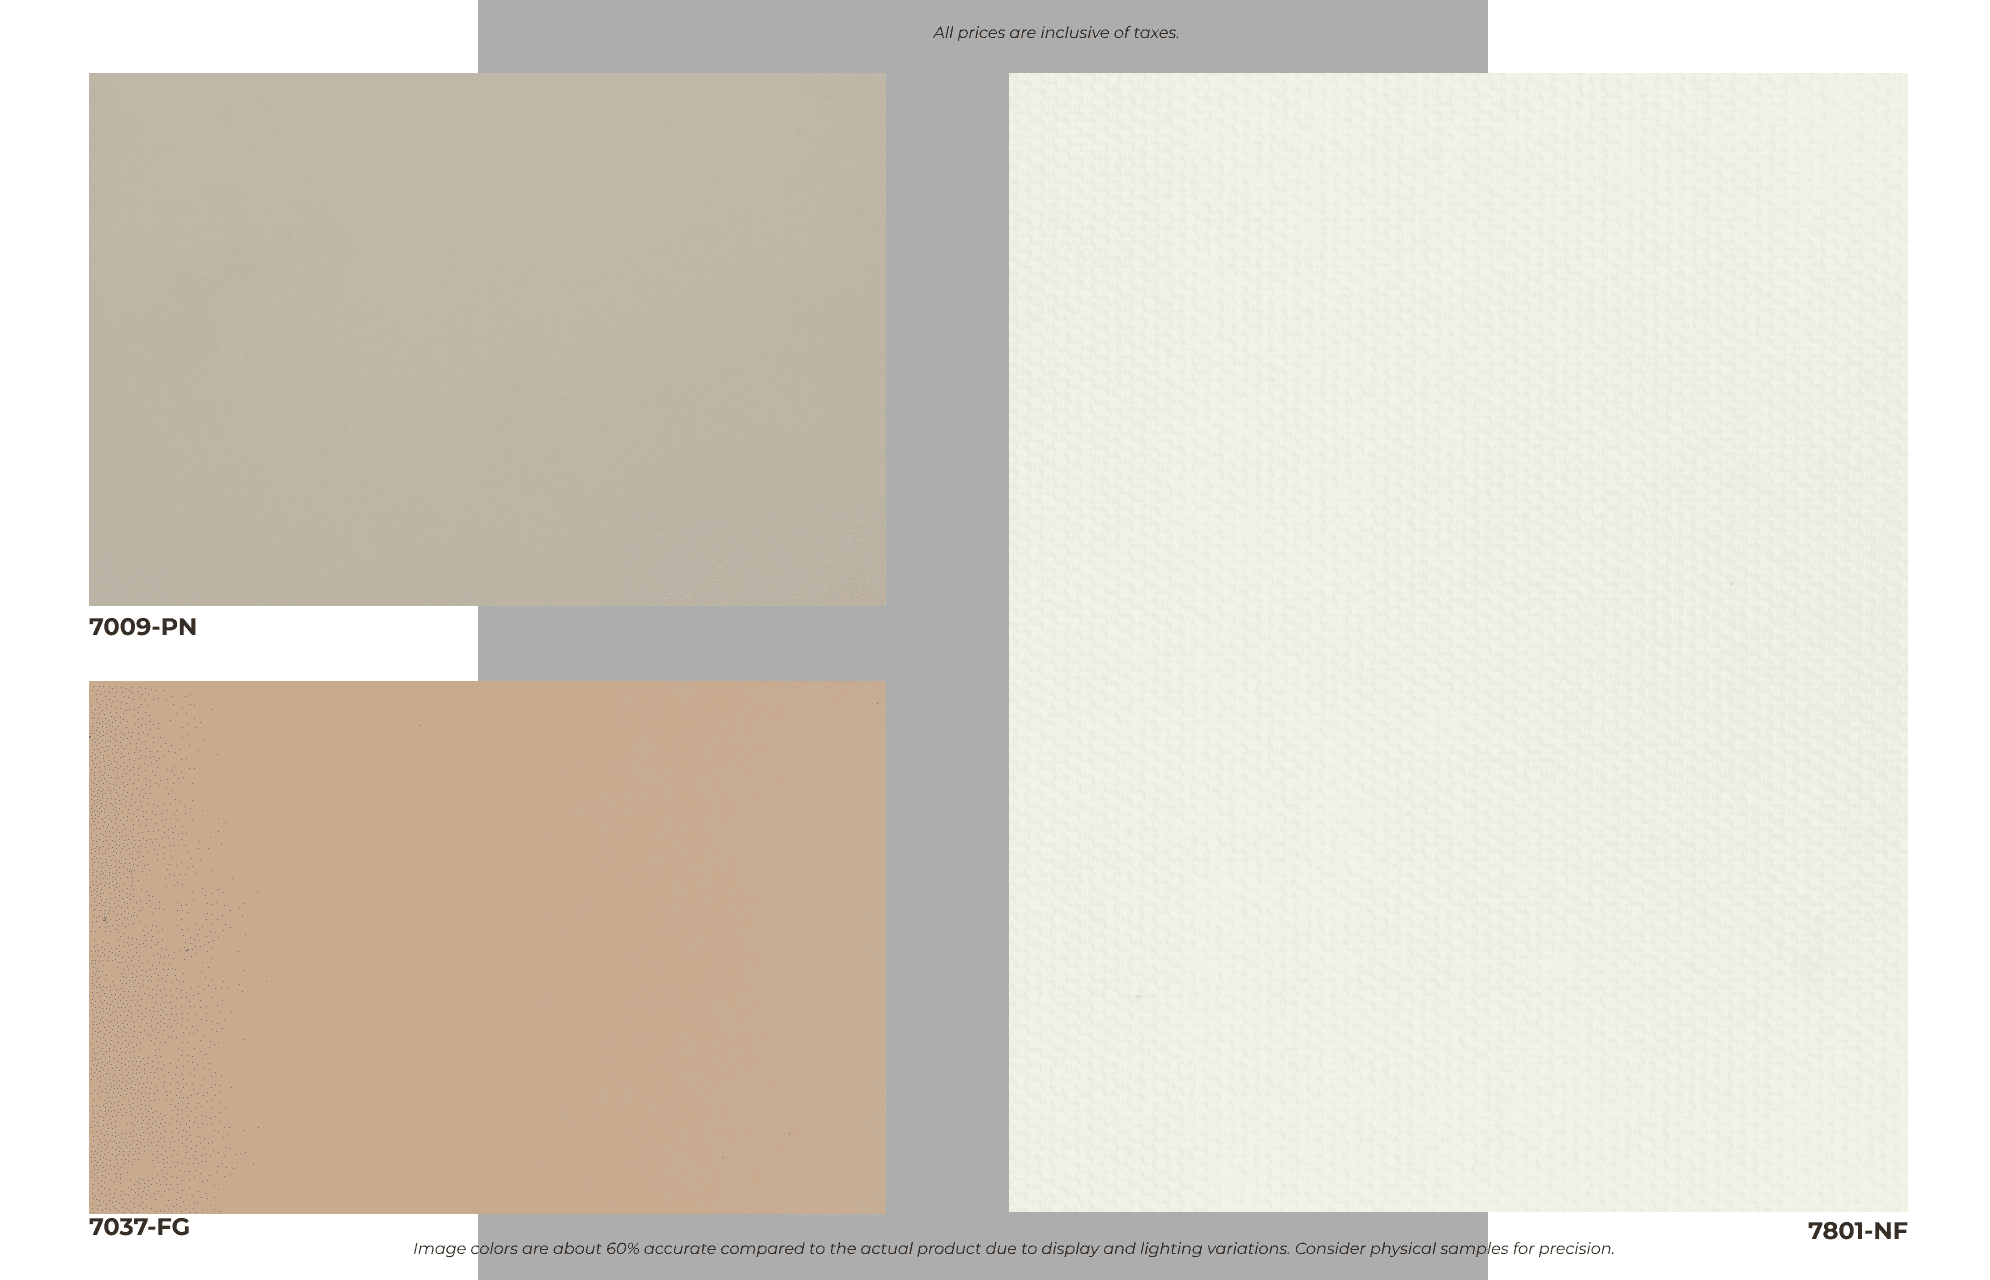 All prices are inclusive of taxes.
7009-PN
7037-FG
7801-NF
Image colors are about 60% accurate compared to the actual product due to display and lighting variations. Consider physical samples for precision.